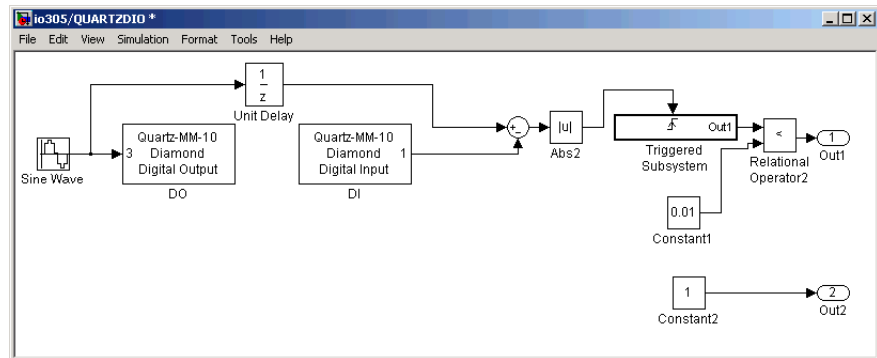 io305/QUARTZDIO *
File Edit View Simulation Format Tools Help
1
z
Unit Delay
Sine Wave
3
Quartz-MM-10
Diamond
Digital Output
DO
Quartz-MM-10
Diamond
Digital Input
1
DI
+
-
|u|
Abs2
Out1
Triggered
Subsystem
<
Relational
Operator2
1
Out1
0.01
Constant1
1
Constant2
2
Out2